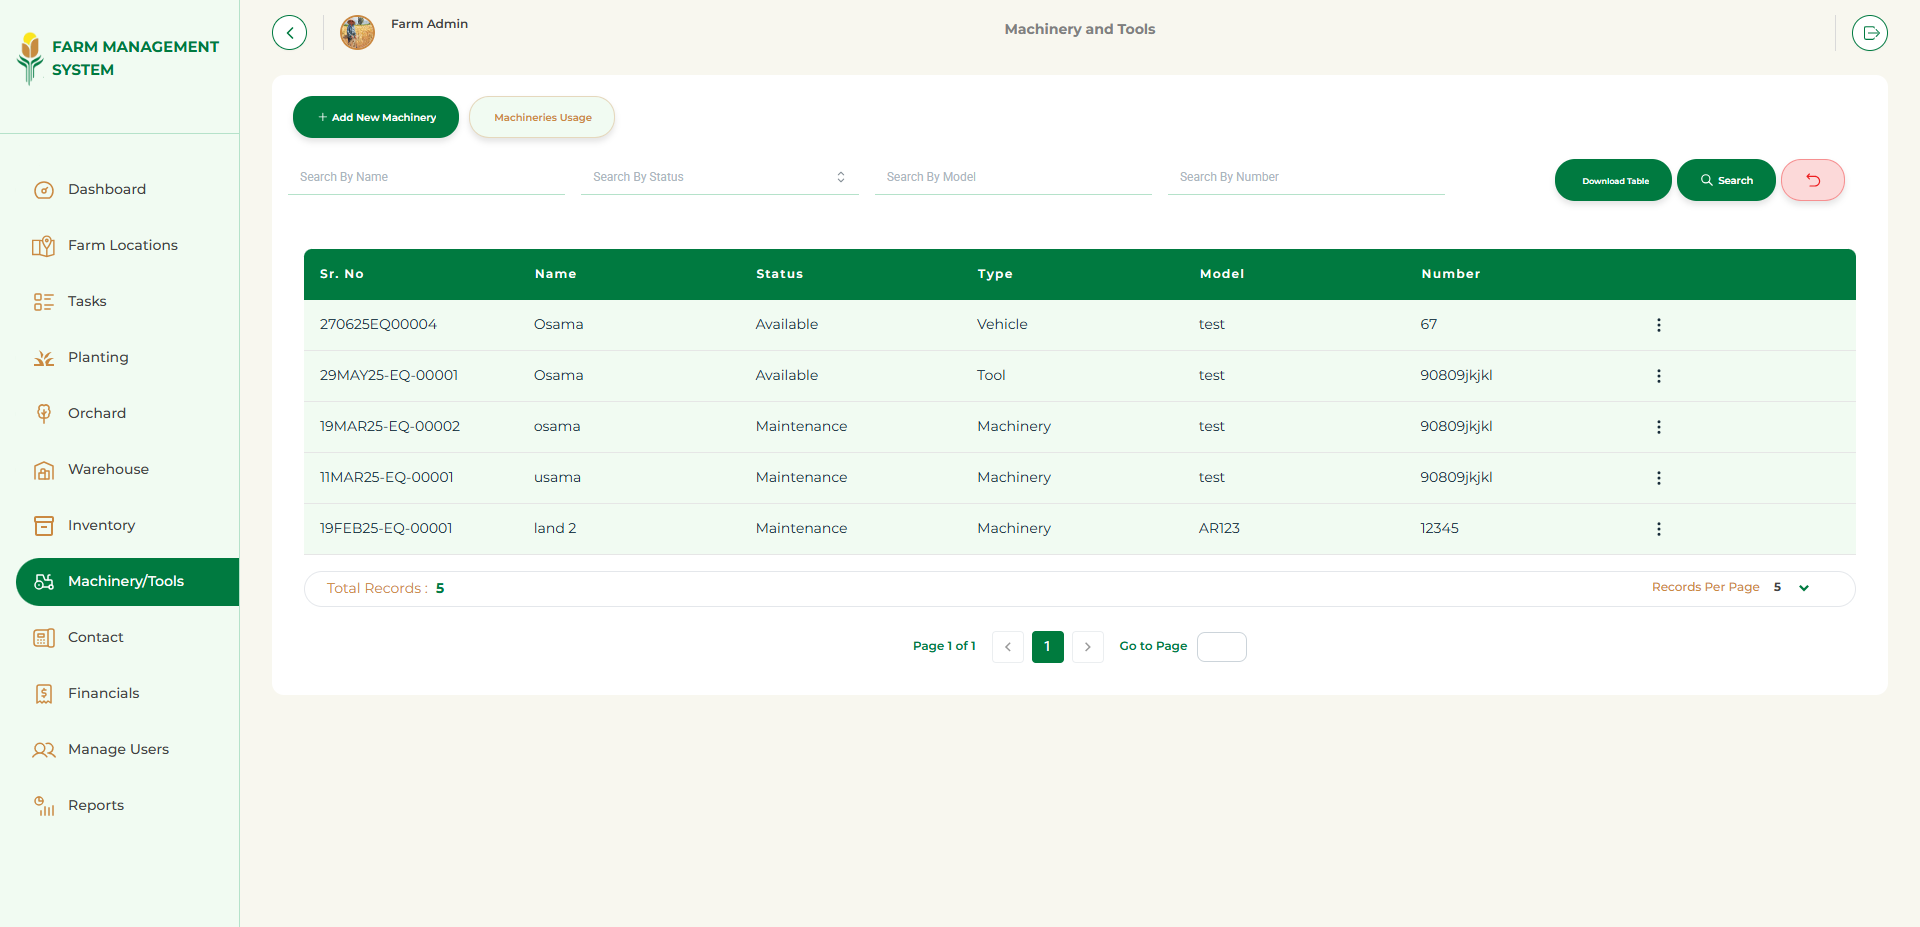 FARM MANAGEMENT
SYSTEM
Farm Admin
Machinery and Tools
Add New Machinery
Machineries Usage
Search By Name
Search By Status
Search By Model
Search By Number
Download Table
Search
Dashboard
Farm Locations
Tasks
Planting
Orchard
Warehouse
Inventory
Machinery/Tools
Contact
Financials
Manage Users
Reports
Sr. No Name Status Type Model Number
270625EQ00004 Osama Available Vehicle test 67
29MAY25-EQ-00001 Osama Available Tool test 90809jkjkl
19MAR25-EQ-00002 osama Maintenance Machinery test 90809jkjkl
11MAR25-EQ-00001 usama Maintenance Machinery test 90809jkjkl
19FEB25-EQ-00001 land 2 Maintenance Machinery AR123 12345
Total Records : 5
Records Per Page 5
Page 1 of 1
1
Go to Page